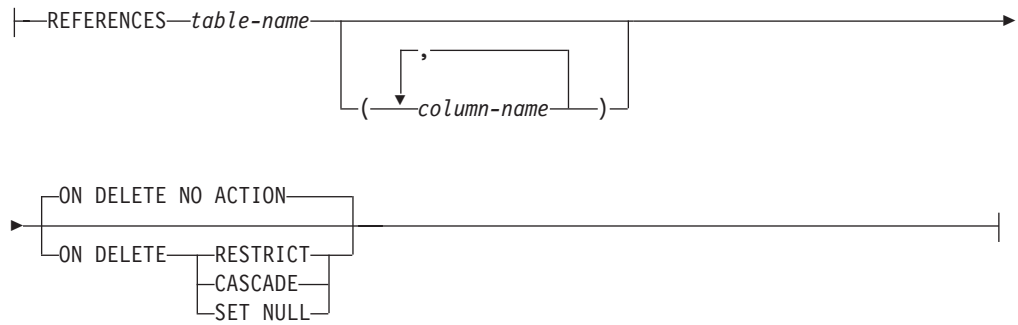 REFERENCES table-name
,
( column-name )
ON DELETE NO ACTION
ON DELETE RESTRICT
CASCADE
SET NULL